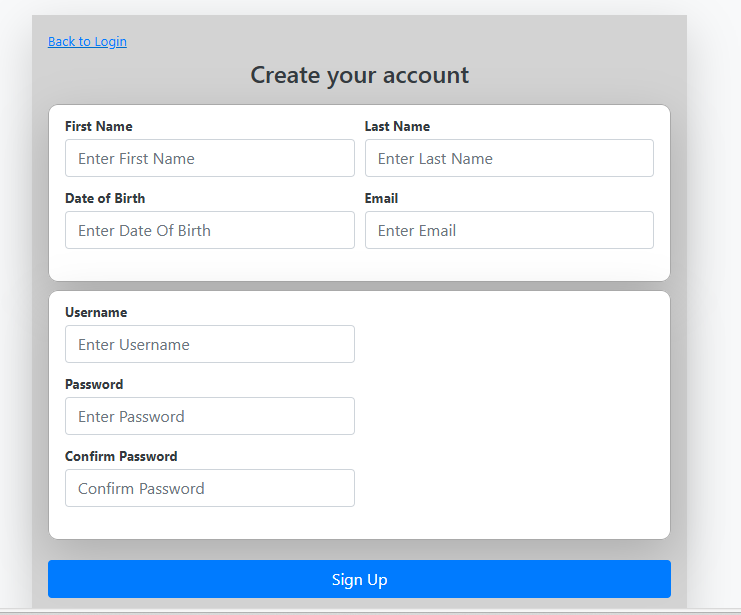 Back to Login
Create your account
First Name Last Name
Enter First Name Enter Last Name
Date of Birth Email
Enter Date Of Birth Enter Email
Username
Enter Username
Password
Enter Password
Confirm Password
Confirm Password
Sign Up